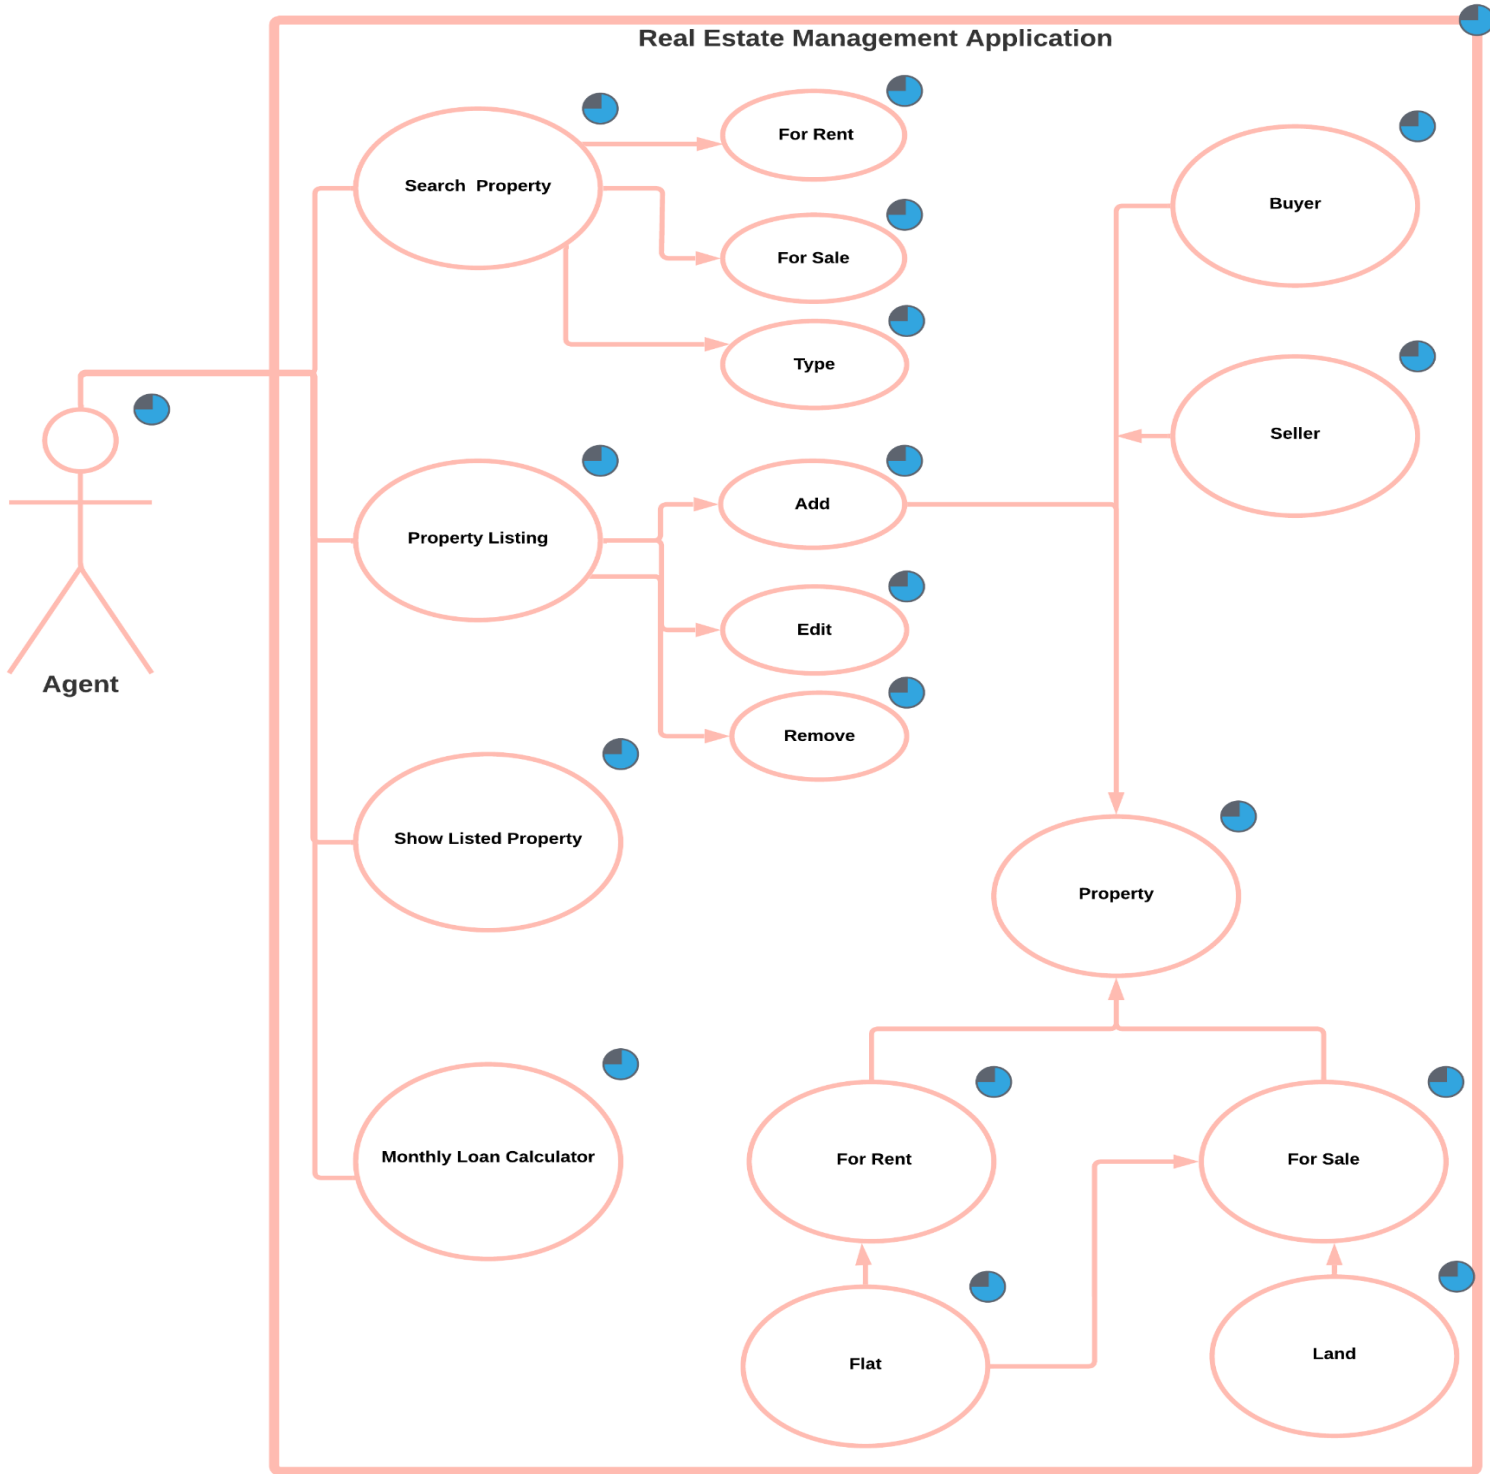 Real Estate Management Application
Search  Property
For Rent
For Sale
Type
Buyer
Seller
Agent
Property Listing
Add
Edit
Remove
Show Listed Property
Property
Monthly Loan Calculator
For Rent
For Sale
Flat
Land